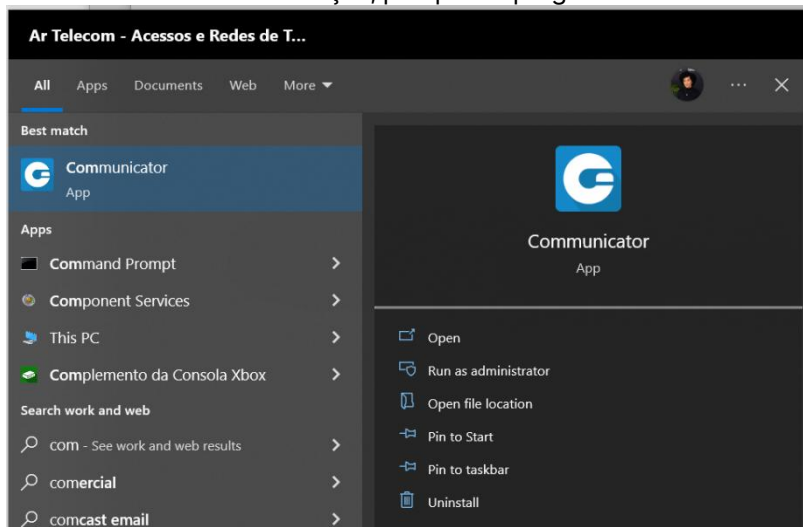 Ar Telecom - Acessos e Redes de T...
All Apps Documents Web More
Best match
Communicator
App
Apps
Command Prompt
Component Services
This PC
Complemento da Consola Xbox
Search work and web
com - See work and web results
comercial
comcast email
Communicator
App
Open
Run as administrator
Open file location
Pin to Start
Pin to taskbar
Uninstall